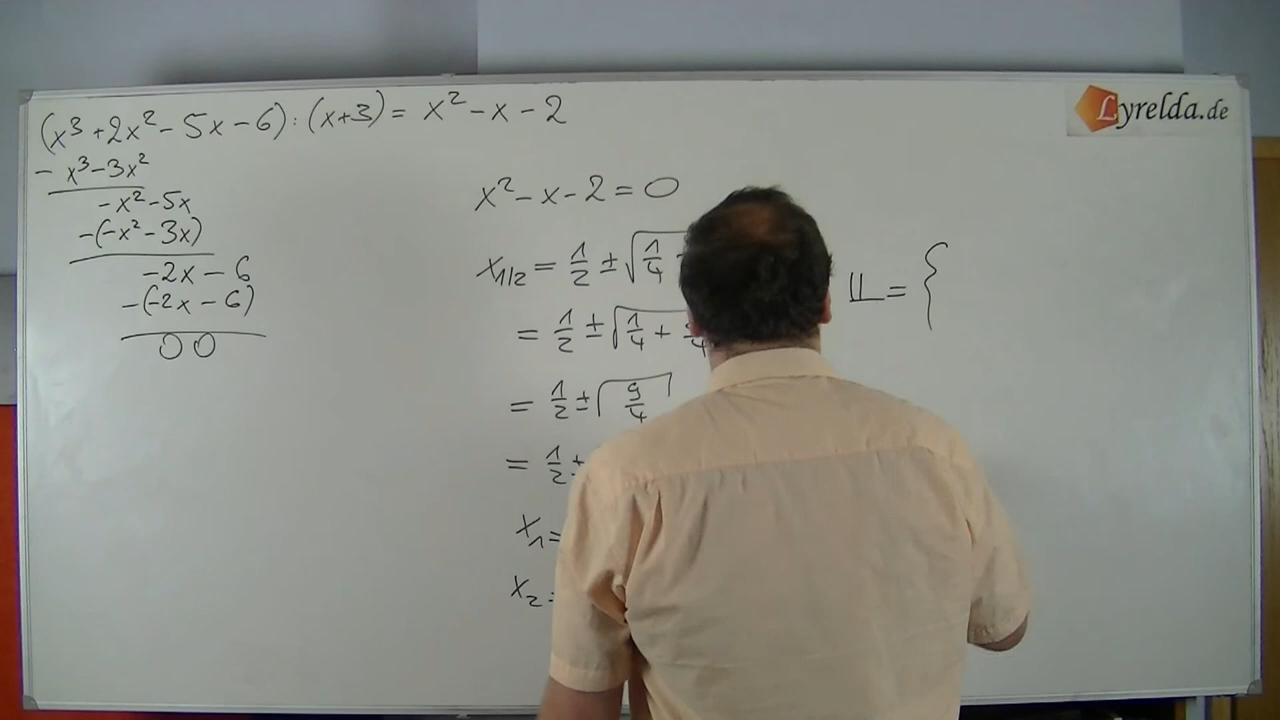 (x³+2x²-5x-6):(x+3)= x²-x-2
- x³-3x²
-x²-5x
-(-x²-3x)
-2x-6
-(-2x-6)
00
x²-x-2=0
x1/2= 1/2 ± √1/4
= 1/2 ± √1/4 +
= 1/2 ± √9/4
= 1/2 ±
x1=
x2=
𝕃= {
Lyrelda.de